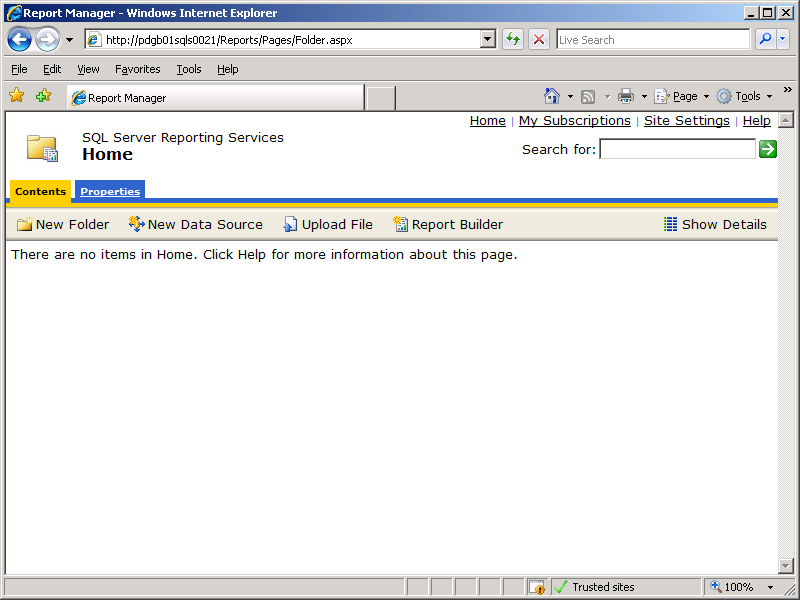 Report Manager - Windows Internet Explorer
http://pdgb01sqls0021/Reports/Pages/Folder.aspx
Live Search
File Edit View Favorites Tools Help
Report Manager
Page Tools »
Home | My Subscriptions | Site Settings | Help
SQL Server Reporting Services
Home
Search for:
Contents Properties
New Folder New Data Source Upload File Report Builder Show Details
There are no items in Home. Click Help for more information about this page.
Trusted sites 100%